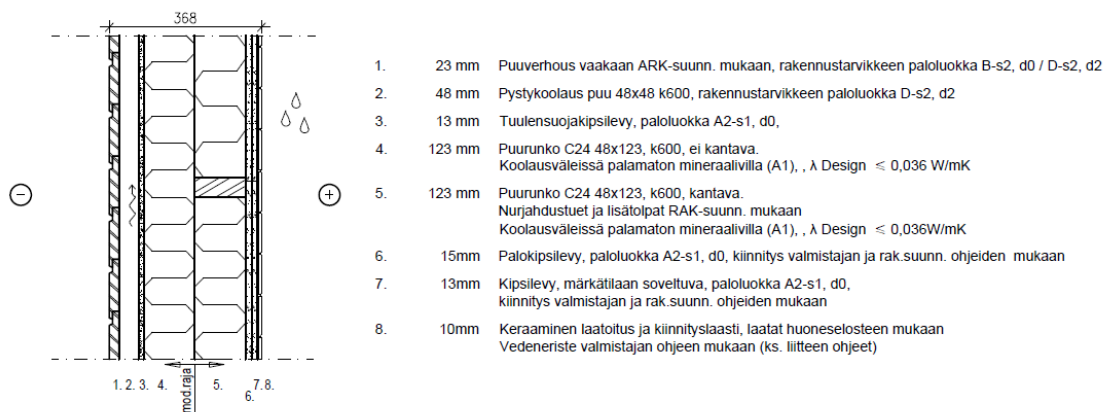 368
1. 23 mm Puuverhous vaakaan ARK-suunn. mukaan, rakennustarvikkeen paloluokka B-s2, d0 / D-s2, d2
2. 48 mm Pystykoolaus puu 48x48 k600, rakennustarvikkeen paloluokka D-s2, d2
3. 13 mm Tuulensuojakipsilevy, paloluokka A2-s1, d0,
4. 123 mm Puurunko C24 48x123, k600, ei kantava.
Koolausväleissä palamaton mineraalivilla (A1), , λ Design ≤ 0,036 W/mK
5. 123 mm Puurunko C24 48x123, k600, kantava.
Nurjahdustuet ja lisätolpat RAK-suunn. mukaan
Koolausväleissä palamaton mineraalivilla (A1), , λ Design ≤ 0,036W/mK
6. 15mm Palokipsilevy, paloluokka A2-s1, d0, kiinnitys valmistajan ja rak.suunn. ohjeiden mukaan
7. 13mm Kipsilevy, märkätilaan soveltuva, paloluokka A2-s1, d0,
kiinnitys valmistajan ja rak.suunn. ohjeiden mukaan
8. 10mm Keraaminen laatoitus ja kiinnityslaasti, laatat huoneselosteen mukaan
Vedeneriste valmistajan ohjeen mukaan (ks. liitteen ohjeet)
1. 2. 3. 4. 5. 7.8.
6.
mod.raja